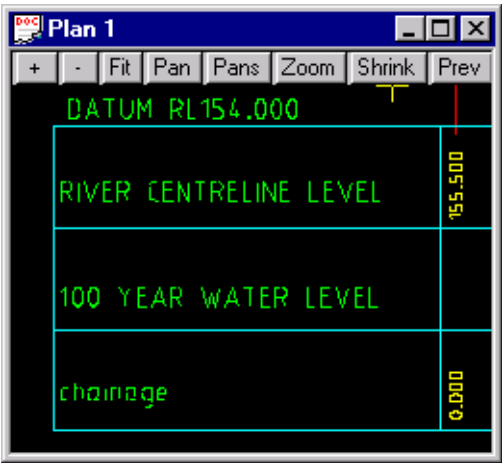 DOC
Plan 1
+ - Fit Pan Pans Zoom Shrink Prev
DATUM RL154.000
RIVER CENTRELINE LEVEL
155.500
100 YEAR WATER LEVEL
chainage
0.000